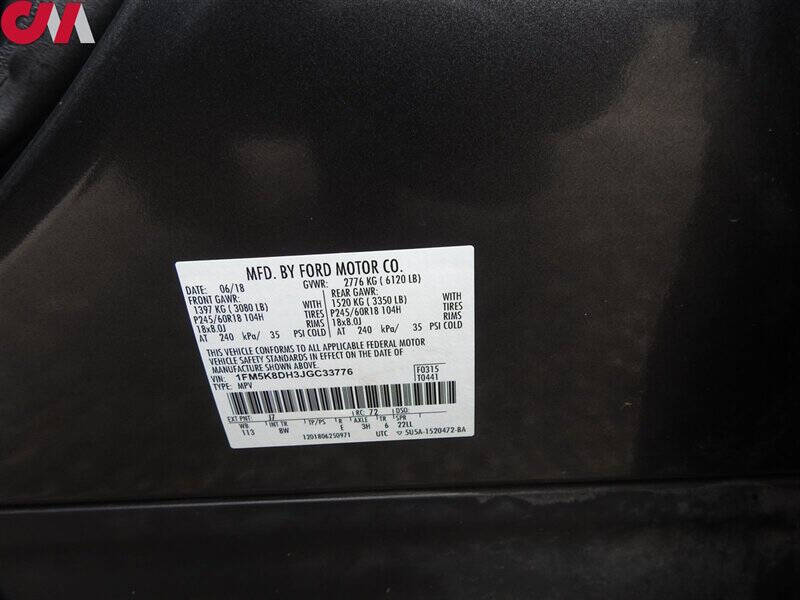 CM
MFD. BY FORD MOTOR CO.
DATE: 06/18 GVWR: 2776 KG ( 6120 LB)
FRONT GAWR: REAR GAWR:
1397 KG ( 3080 LB) WITH 1520 KG ( 3350 LB) WITH
P245/60R18 104H TIRES P245/60R18 104H TIRES
18x8.0J RIMS 18x8.0J RIMS
AT 240 kPa/ 35 PSI COLD AT 240 kPa/ 35 PSI COLD
THIS VEHICLE CONFORMS TO ALL APPLICABLE FEDERAL MOTOR
VEHICLE SAFETY STANDARDS IN EFFECT ON THE DATE OF
MANUFACTURE SHOWN ABOVE.
VIN: 1FM5K8DH3JGC33776 F0315
TYPE: MPV T0441
EXT PNT: J7 RC: 72 DSO:
WB INT TR TP/PS R AXLE TR SPR
113 8W E 3H 6 22LL
1201806250971 UTC ▽ SU5A-1520472-BA